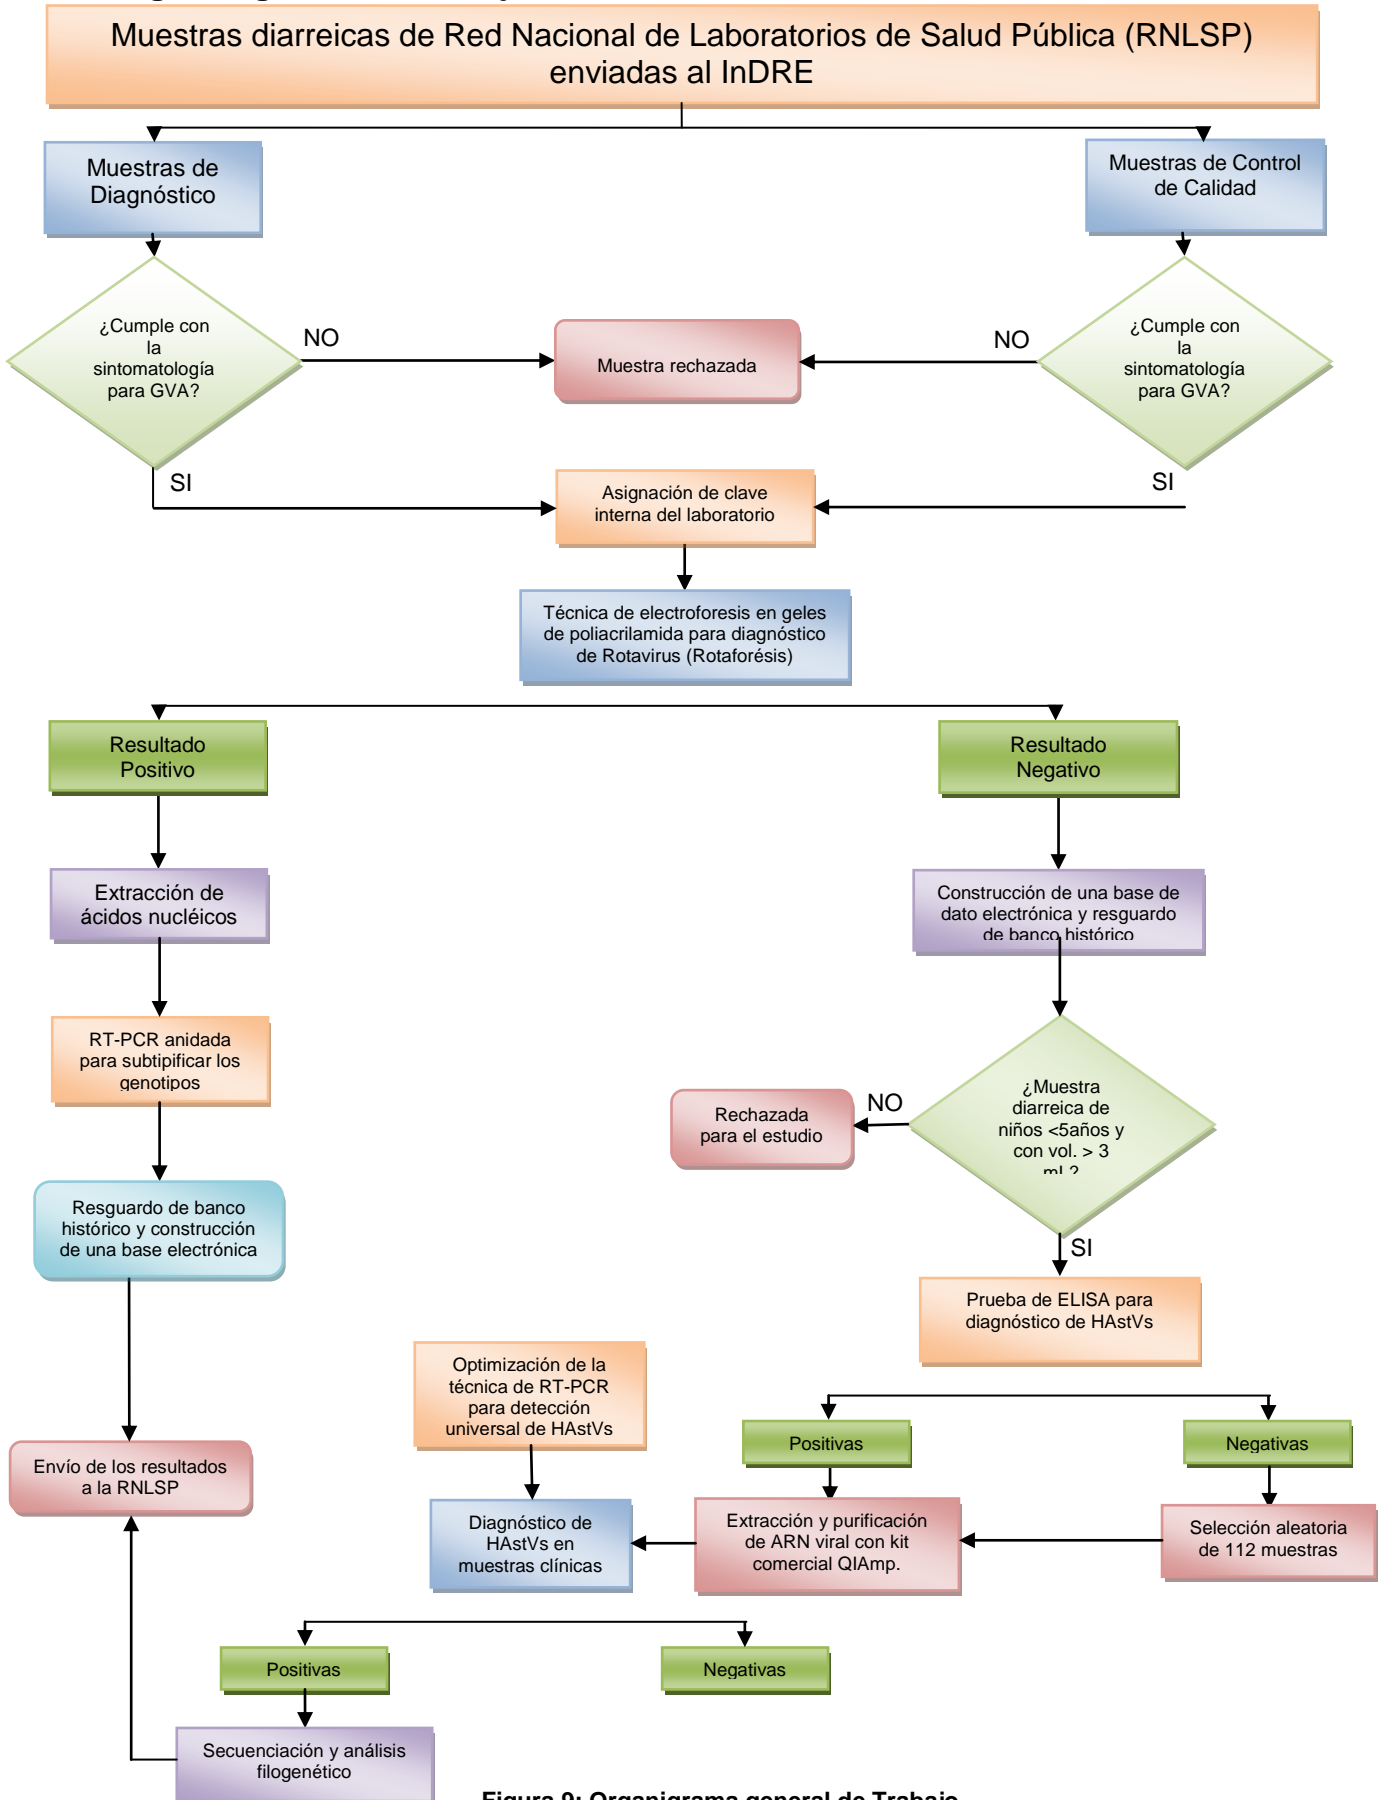 Muestras diarreicas de Red Nacional de Laboratorios de Salud Pública (RNLSP)
enviadas al InDRE
Muestras de
Diagnóstico
Muestras de Control
de Calidad
¿Cumple con
la
sintomatología
para GVA?
NO
Muestra rechazada
NO
¿Cumple con
la
sintomatología
para GVA?
SI
Asignación de clave
interna del laboratorio
SI
Técnica de electroforesis en geles
de poliacrilamida para diagnóstico
de Rotavirus (Rotaforésis)
Resultado
Positivo
Resultado
Negativo
Extracción de
ácidos nucléicos
Construcción de una base de
dato electrónica y resguardo
de banco histórico
RT-PCR anidada
para subtipificar los
genotipos
¿Muestra
diarreica de
niños <5años y
con vol. > 3
mL?
NO
Rechazada
para el estudio
Resguardo de banco
histórico y construcción
de una base electrónica
SI
Prueba de ELISA para
diagnóstico de HAstVs
Optimización de la
técnica de RT-PCR
para detección
universal de HAstVs
Positivas
Negativas
Envío de los resultados
a la RNLSP
Diagnóstico de
HAstVs en
muestras clínicas
Extracción y purificación
de ARN viral con kit
comercial QIAmp.
Selección aleatoria
de 112 muestras
Positivas
Negativas
Secuenciación y análisis
filogenético
Figura 9: Organigrama general de Trabajo